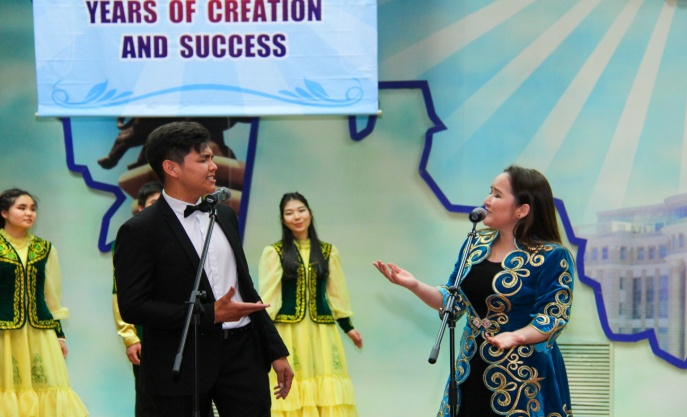 YEARS OF CREATION
AND SUCCESS